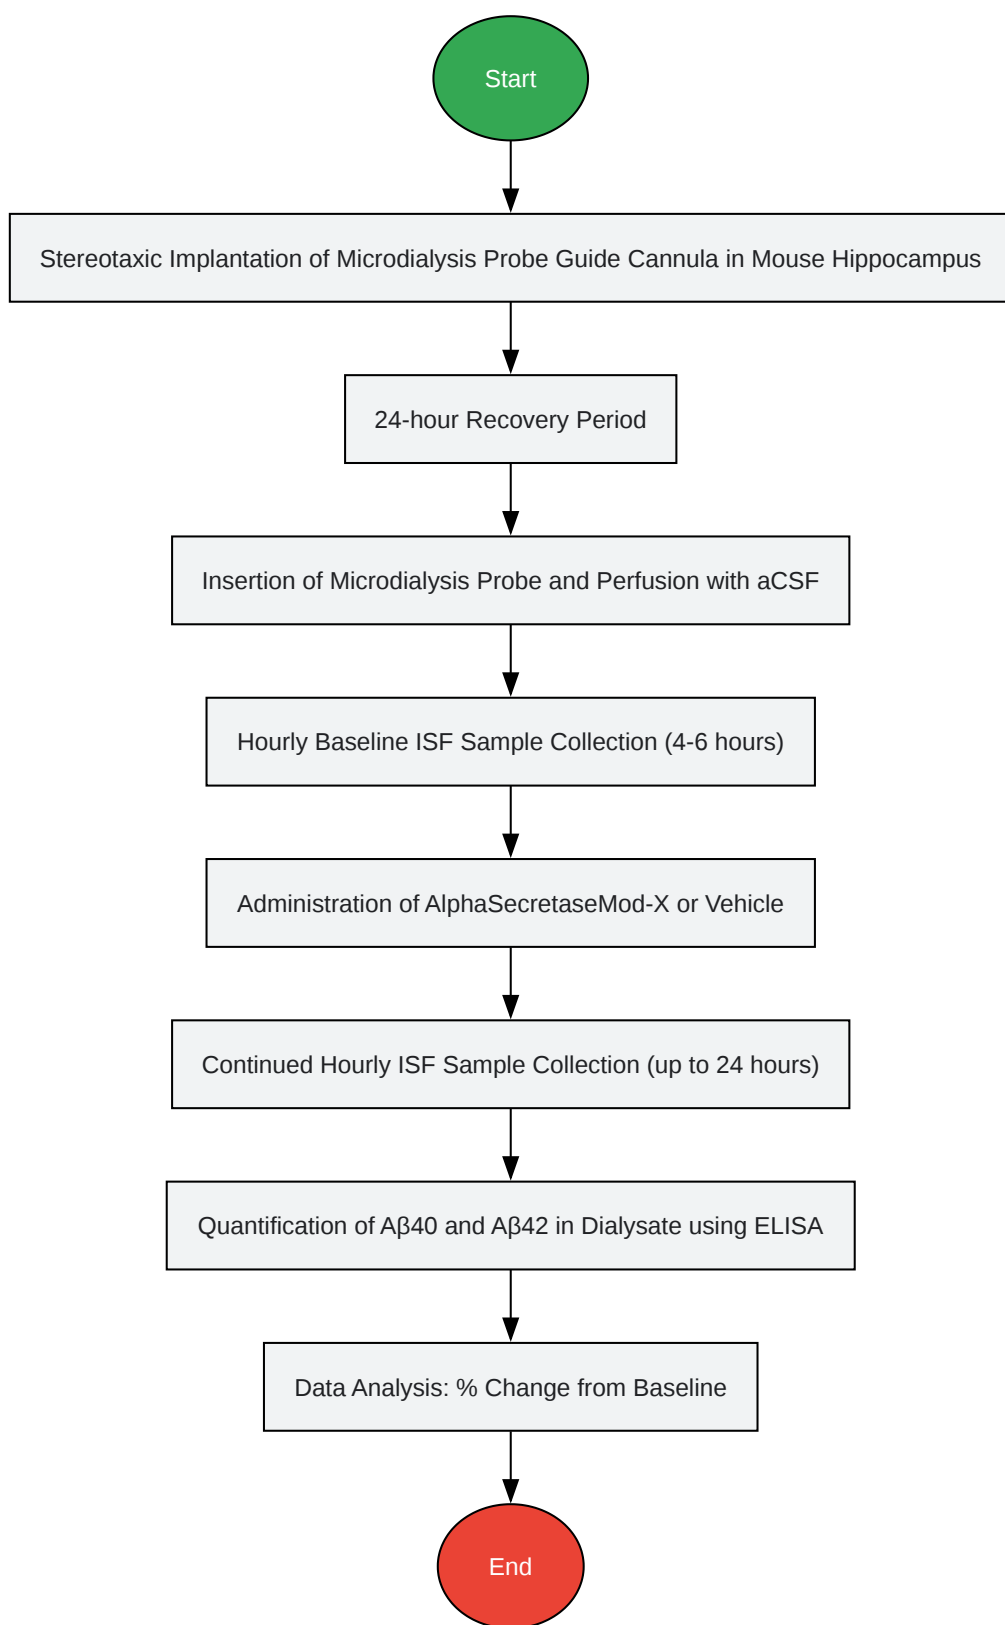 Start
Stereotaxic Implantation of Microdialysis Probe Guide Cannula in Mouse Hippocampus
24-hour Recovery Period
Insertion of Microdialysis Probe and Perfusion with aCSF
Hourly Baseline ISF Sample Collection (4-6 hours)
Administration of AlphaSecretaseMod-X or Vehicle
Continued Hourly ISF Sample Collection (up to 24 hours)
Quantification of Aβ40 and Aβ42 in Dialysate using ELISA
Data Analysis: % Change from Baseline
End